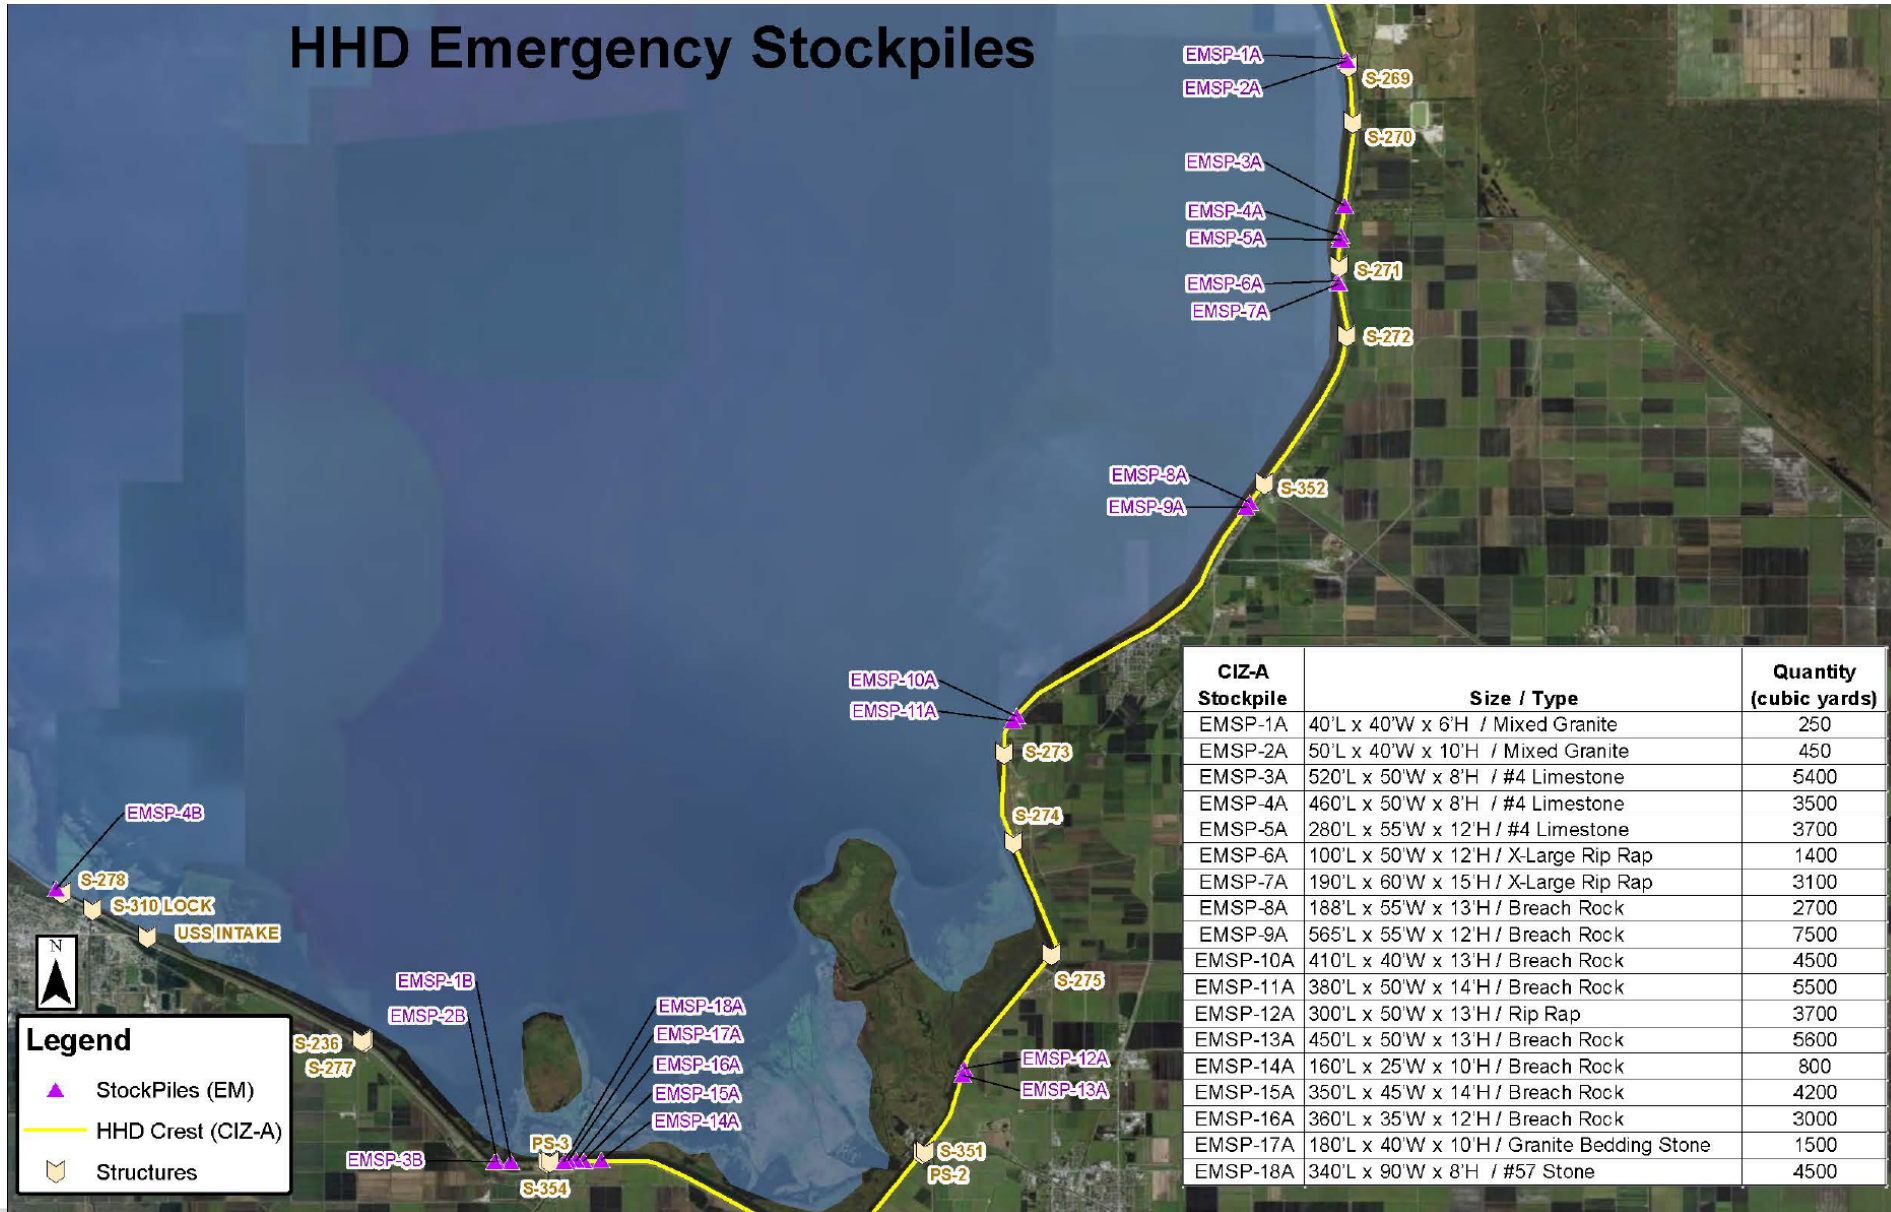 HHD Emergency Stockpiles
EMSP-1A
EMSP-2A
S-269
S-270
EMSP-3A
EMSP-4A
EMSP-5A
S-271
EMSP-6A
EMSP-7A
S-272
EMSP-8A
S-352
EMSP-9A
EMSP-10A
EMSP-11A
S-273
S-274
EMSP-4B
S-278
S-310 LOCK
USS INTAKE
N
S-275
EMSP-1B
EMSP-2B
EMSP-18A
EMSP-17A
EMSP-16A
EMSP-15A
EMSP-14A
S-236
S-277
EMSP-12A
EMSP-13A
PS-3
EMSP-3B
S-354
S-351
PS-2
Legend
StockPiles (EM)
HHD Crest (CIZ-A)
Structures
CIZ-A Stockpile Size / Type Quantity (cubic yards)
EMSP-1A 40'L x 40'W x 6'H / Mixed Granite 250
EMSP-2A 50'L x 40'W x 10'H / Mixed Granite 450
EMSP-3A 520'L x 50'W x 8'H / #4 Limestone 5400
EMSP-4A 460'L x 50'W x 8'H / #4 Limestone 3500
EMSP-5A 280'L x 55'W x 12'H / #4 Limestone 3700
EMSP-6A 100'L x 50'W x 12'H / X-Large Rip Rap 1400
EMSP-7A 190'L x 60'W x 15'H / X-Large Rip Rap 3100
EMSP-8A 188'L x 55'W x 13'H / Breach Rock 2700
EMSP-9A 565'L x 55'W x 12'H / Breach Rock 7500
EMSP-10A 410'L x 40'W x 13'H / Breach Rock 4500
EMSP-11A 380'L x 50'W x 14'H / Breach Rock 5500
EMSP-12A 300'L x 50'W x 13'H / Rip Rap 3700
EMSP-13A 450'L x 50'W x 13'H / Breach Rock 5600
EMSP-14A 160'L x 25'W x 10'H / Breach Rock 800
EMSP-15A 350'L x 45'W x 14'H / Breach Rock 4200
EMSP-16A 360'L x 35'W x 12'H / Breach Rock 3000
EMSP-17A 180'L x 40'W x 10'H / Granite Bedding Stone 1500
EMSP-18A 340'L x 90'W x 8'H / #57 Stone 4500